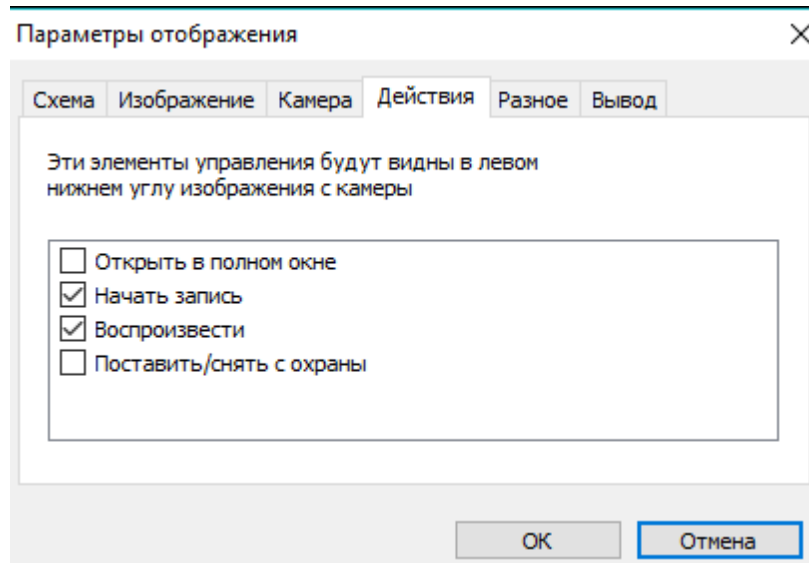 Параметры отображения
Схема Изображение Камера Действия Разное Вывод
Эти элементы управления будут видны в левом
нижнем углу изображения с камеры
Открыть в полном окне
Начать запись
Воспроизвести
Поставить/снять с охраны
ОК Отмена